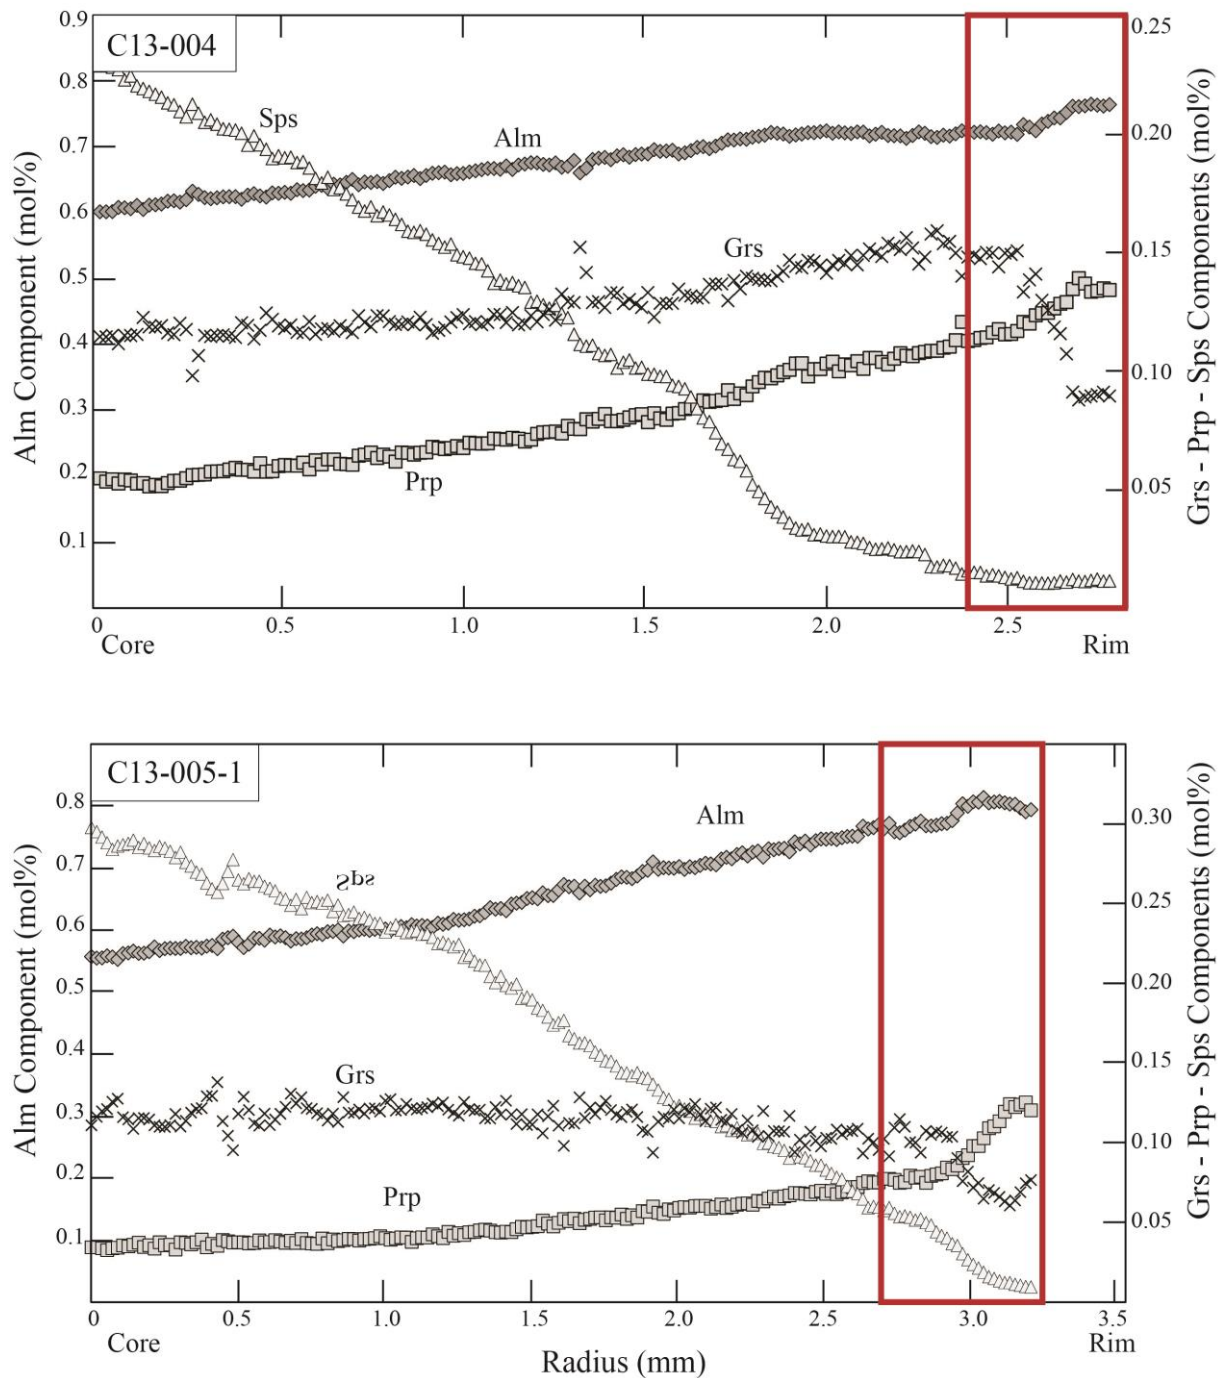 C13-004
Alm Component (mol%)
0.9
0.8
0.7
0.6
0.5
0.4
0.3
0.2
0.1
Sps
Alm
Grs
Prp
0.25
0.20
0.15
0.10
0.05
Grs - Prp - Sps Components (mol%)
0 0.5 1.0 1.5 2.0 2.5
Core Rim
C13-005-1
Alm Component (mol%)
0.8
0.7
0.6
0.5
0.4
0.3
0.2
0.1
Alm
Sps
Grs
Prp
0.30
0.25
0.20
0.15
0.10
0.05
Grs - Prp - Sps Components (mol%)
0 0.5 1.0 1.5 2.0 2.5 3.0 3.5
Core Rim
Radius (mm)